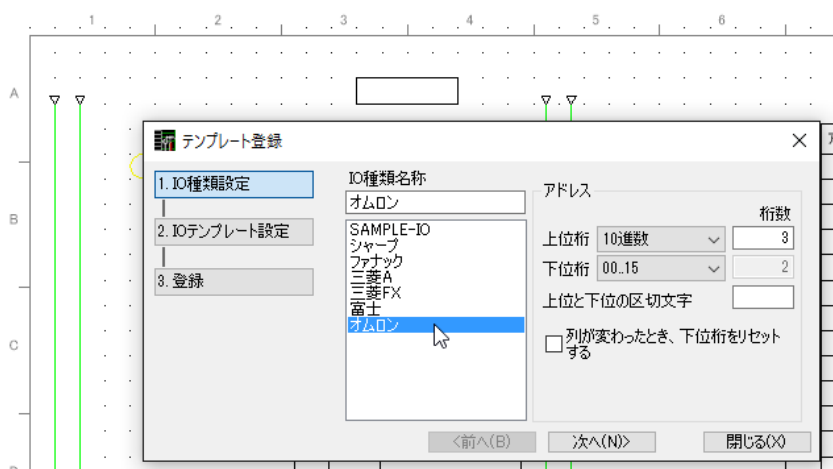 1 2 3 4 5 6
A
テンプレート登録
1. IO種類設定
IO種類名称
アドレス
オムロン
桁数
B
2. IOテンプレート設定
SAMPLE-IO
上位桁 10進数 3
シャープ
ファナック
下位桁 00..15 2
3. 登録
三菱A
三菱FX
上位と下位の区切文字
富士
オムロン
C
列が変わったとき、下位桁をリセット
する
<前へ(B) 次へ(N)> 閉じる(X)